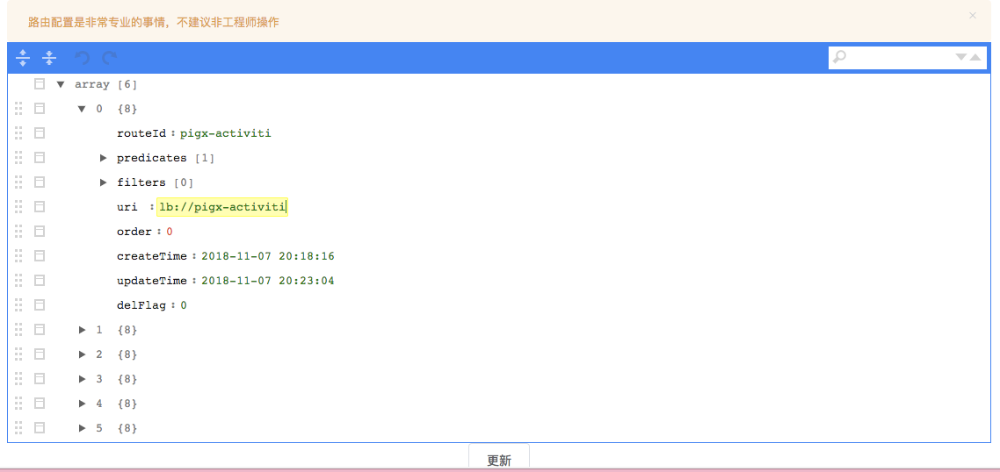 路由配置是非常专业的事情，不建议非工程师操作
array [6]
0 {8}
routeId : pigx-activiti
predicates [1]
filters [0]
uri : lb://pigx-activiti
order : 0
createTime : 2018-11-07 20:18:16
updateTime : 2018-11-07 20:23:04
delFlag : 0
1 {8}
2 {8}
3 {8}
4 {8}
5 {8}
更新